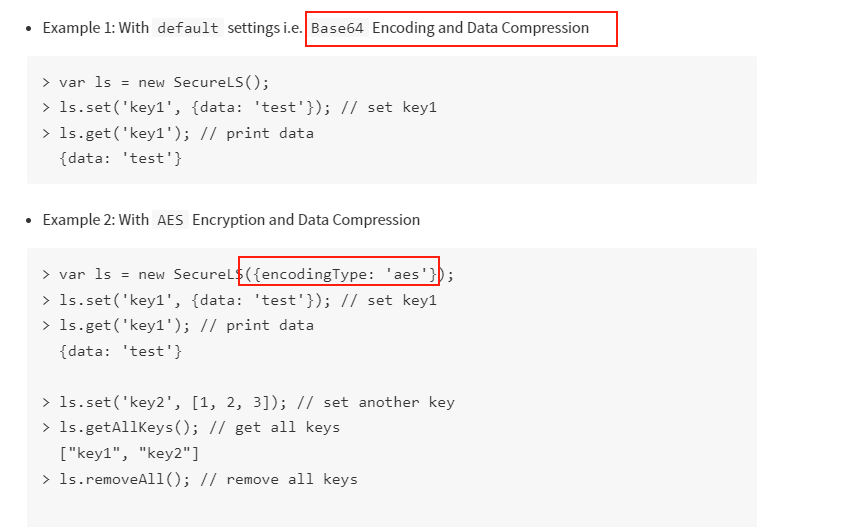 Example 1: With default settings i.e. Base64 Encoding and Data Compression
> var ls = new SecureLS();
> ls.set('key1', {data: 'test'}); // set key1
> ls.get('key1'); // print data
{data: 'test'}
Example 2: With AES Encryption and Data Compression
> var ls = new SecureLS({encodingType: 'aes'});
> ls.set('key1', {data: 'test'}); // set key1
> ls.get('key1'); // print data
{data: 'test'}
> ls.set('key2', [1, 2, 3]); // set another key
> ls.getAllKeys(); // get all keys
["key1", "key2"]
> ls.removeAll(); // remove all keys